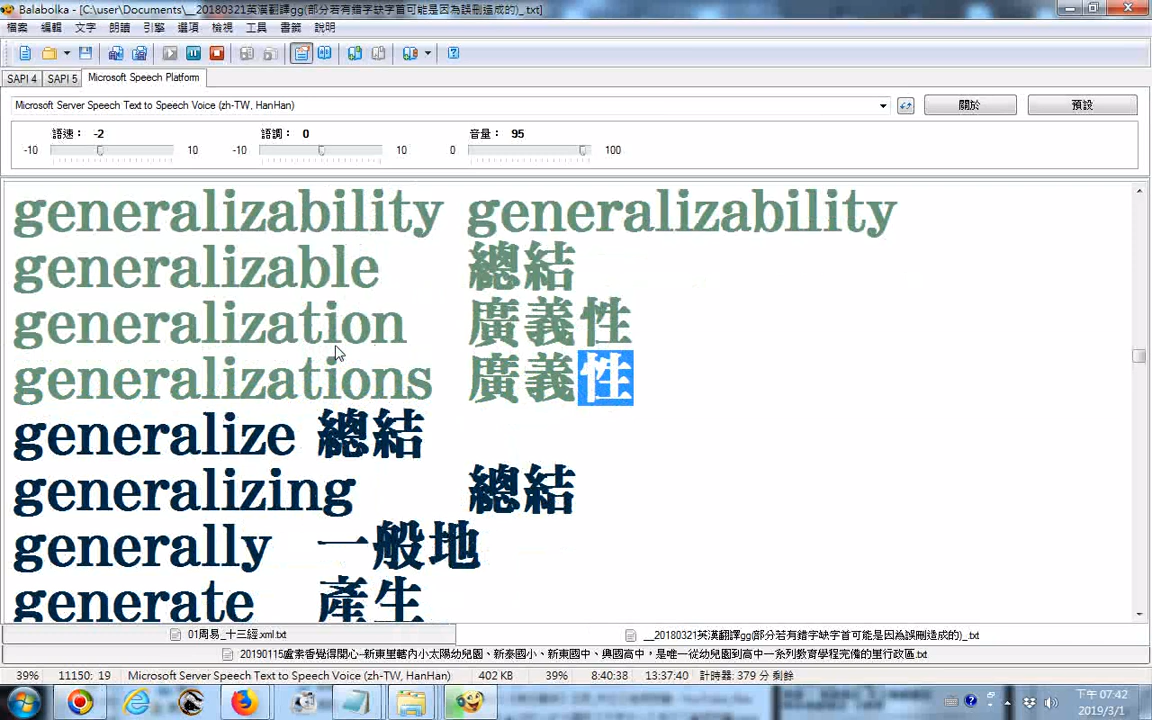 Balabolka - [C:\user\Documents\__20180321英漢翻譯gg(部分若有錯字缺字首可能是因為誤刪造成的)_.txt]
檔案 編輯 文字 朗讀 引擎 選項 檢視 工具 書籤 說明
SAPI 4 SAPI 5 Microsoft Speech Platform
Microsoft Server Speech Text to Speech Voice (zh-TW, HanHan) 關於 預設
語速： -2 語調： 0 音量： 95
-10 10 -10 10 0 100
generalizability generalizability
generalizable 總結
generalization 廣義性
generalizations 廣義性
generalize 總結
generalizing 總結
generally 一般地
generate 產生
01周易_十三經.xml.txt __20180321英漢翻譯gg(部分若有錯字缺字首可能是因為誤刪造成的)_.txt
20190115盧素香覺得開心~新東里轄內小太陽幼兒園、新泰國小、新東國中、興國高中，是唯一從幼兒園到高中一系列教育學程完備的里行政區.txt
39% 11150: 19 Microsoft Server Speech Text to Speech Voice (zh-TW, HanHan) 402 KB 39% 8:40:38 計時器: 379 分 剩餘
下午 07:42
2019/3/1